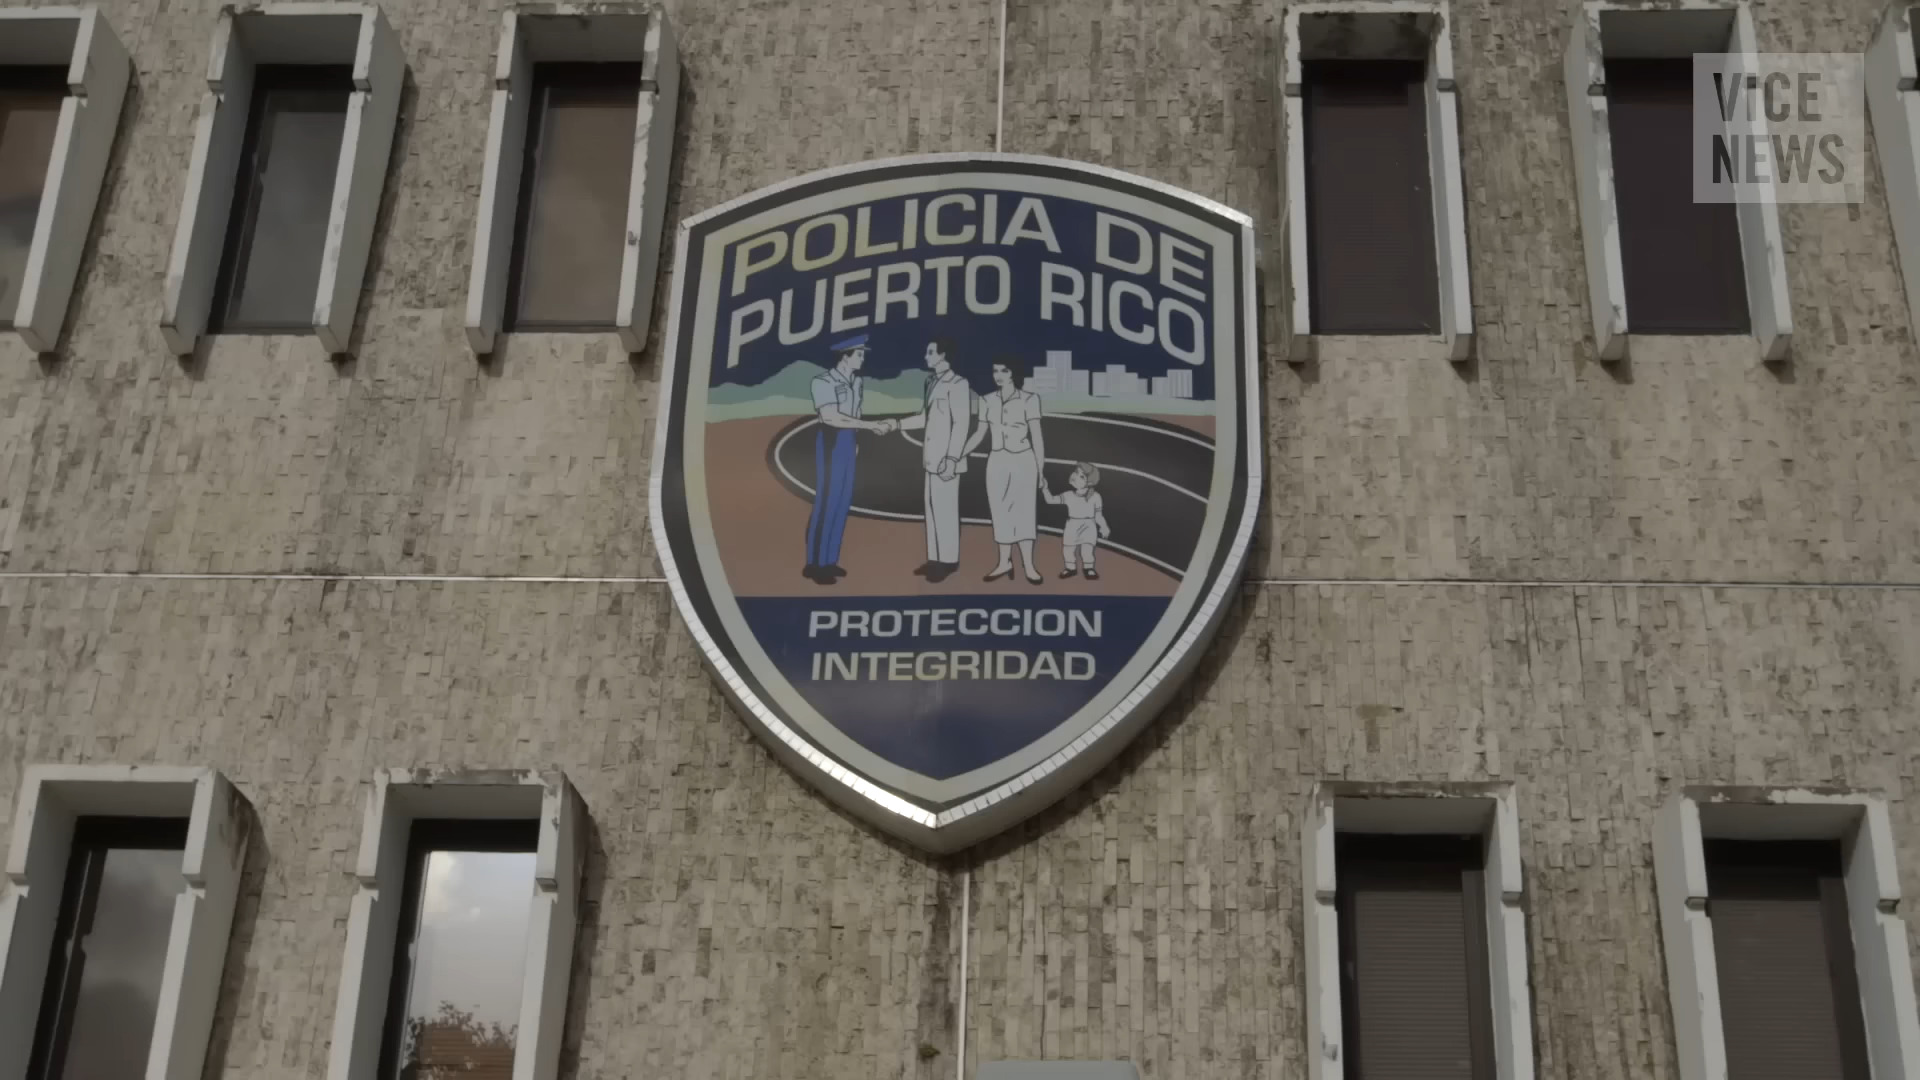 VICE
NEWS
POLICIA DE
PUERTO RICO
PROTECCION
INTEGRIDAD